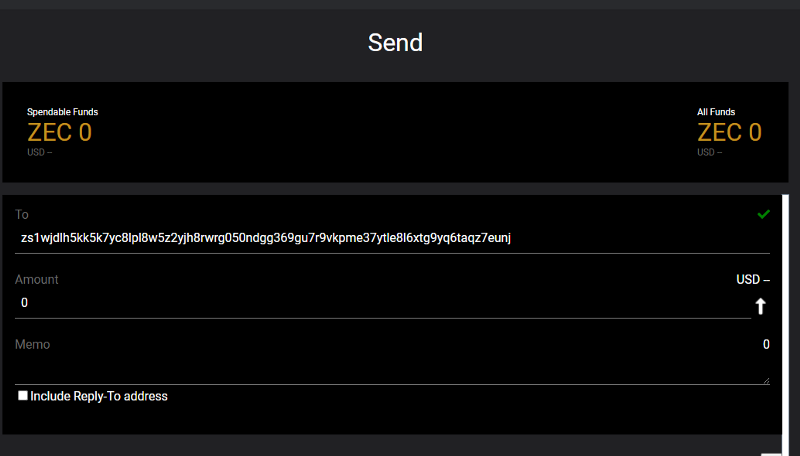 Send
Spendable Funds
ZEC 0
USD --
All Funds
ZEC 0
USD --
To
zs1wjdlh5kk5k7yc8lpl8w5z2yjh8rwrg050ndgg369gu7r9vkpme37ytle8l6xtg9yq6taqz7eunj
Amount
USD --
0
Memo
0
Include Reply-To address